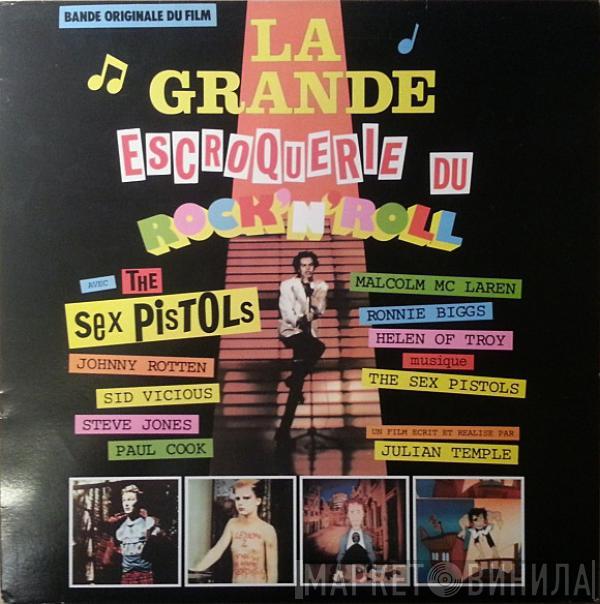 BANDE ORIGINALE DU FILM
LA
GRANDE
ESCROQUERIE DU
ROCK'N'ROLL
AVEC THE
SEX PISTOLS
JOHNNY ROTTEN
SID VICIOUS
STEVE JONES
PAUL COOK
MALCOLM MC LAREN
RONNIE BIGGS
HELEN OF TROY
musique
THE SEX PISTOLS
UN FILM ECRIT ET REALISE PAR
JULIAN TEMPLE
МАРКЕТ ВИНИЛА